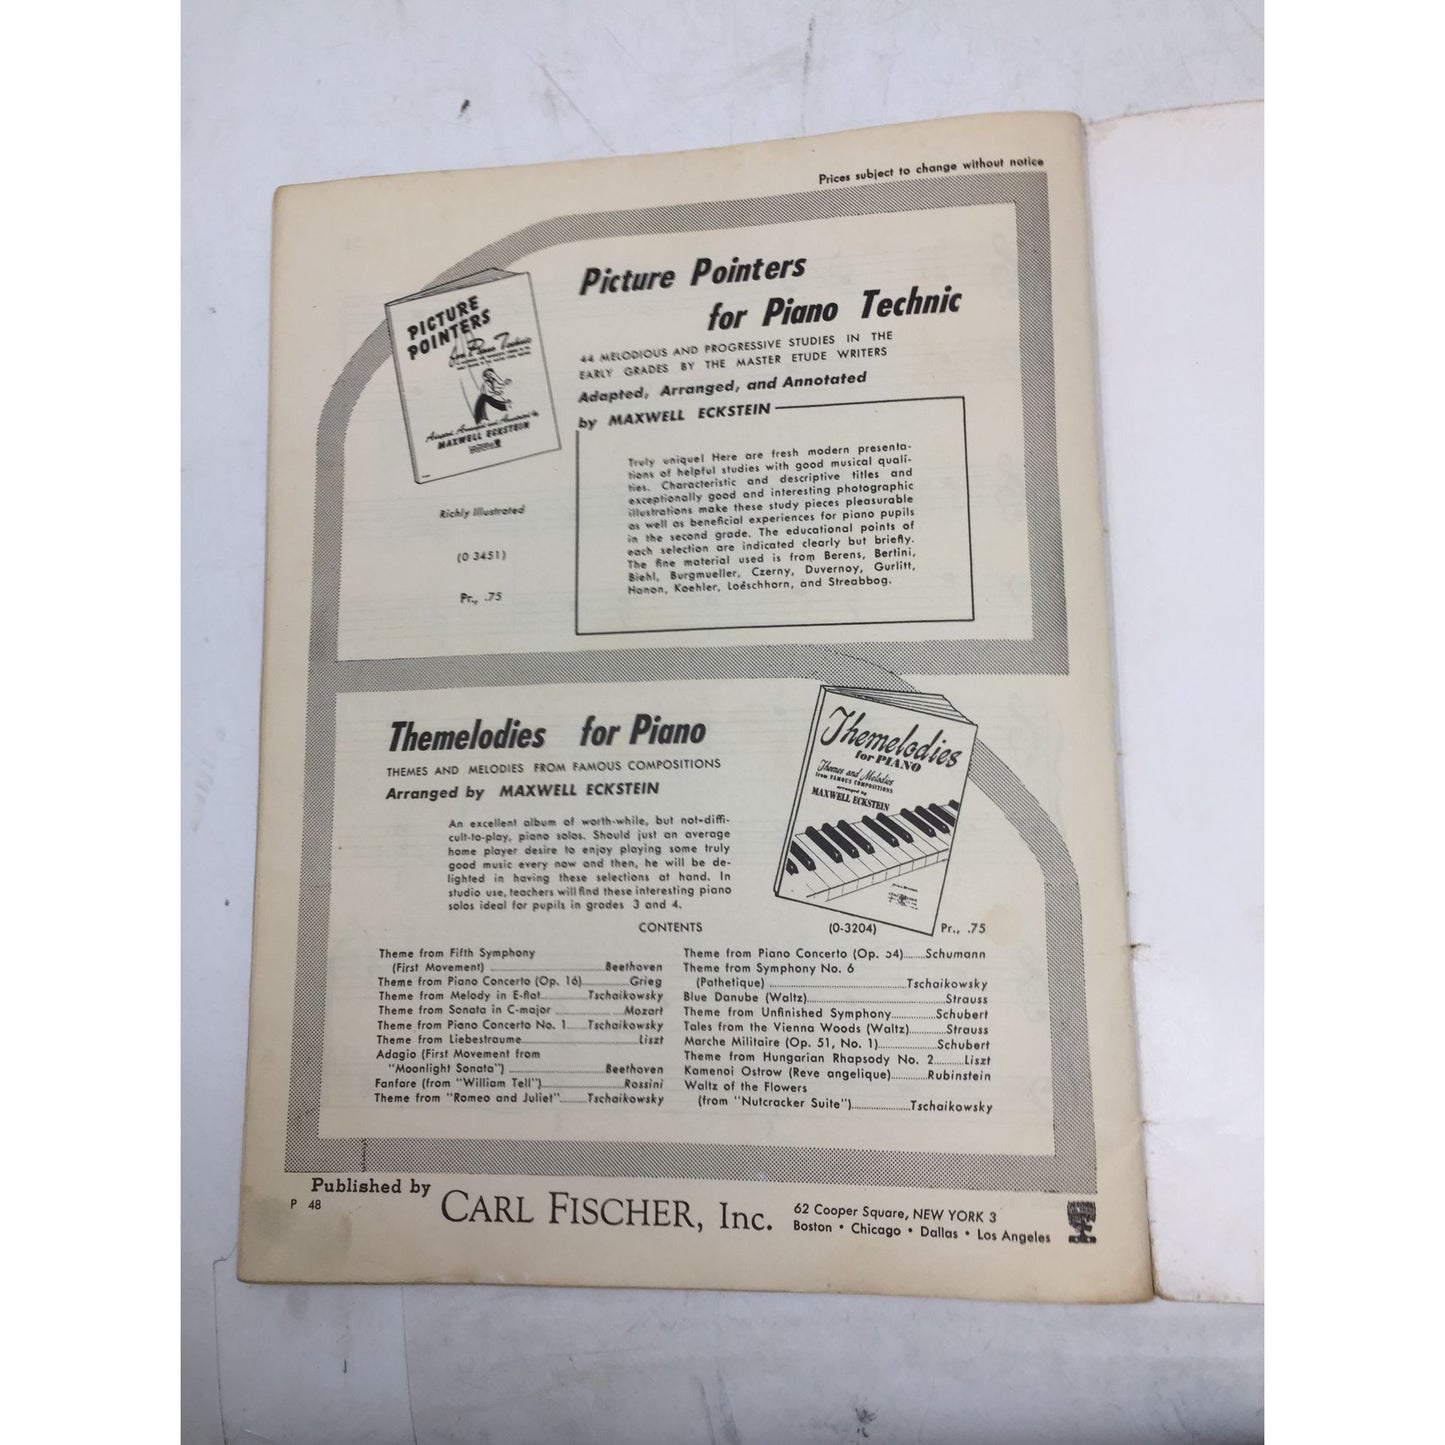 Prices subject to change without notice
PICTURE
POINTERS
for Piano Technic
MAXWELL ECKSTEIN
Picture Pointers
for Piano Technic
44 MELODIOUS AND PROGRESSIVE STUDIES IN THE
EARLY GRADES BY THE MASTER ETUDE WRITERS
Adapted, Arranged, and Annotated
by MAXWELL ECKSTEIN
Truly unique! Here are fresh modern presenta-
tions of helpful studies with good musical quali-
ties. Characteristic and descriptive titles and
exceptionally good and interesting photographic
illustrations make these study pieces pleasurable
as well as beneficial experiences for piano pupils
in the second grade. The educational points of
each selection are indicated clearly but briefly.
The fine material used is from Berens, Bertini,
Biehl, Burgmueller, Czerny, Duvernoy, Gurlitt,
Hanon, Koehler, Loéschhorn, and Streabbog.
Richly Illustrated
(O 3451)
Pr., .75
Themelodies for Piano
THEMES AND MELODIES FROM FAMOUS COMPOSITIONS
Arranged by MAXWELL ECKSTEIN
An excellent album of worth-while, but not-diffi-
cult-to-play, piano solos. Should just an average
home player desire to enjoy playing some truly
good music every now and then, he will be de-
lighted in having these selections at hand. In
studio use, teachers will find these interesting piano
solos ideal for pupils in grades 3 and 4.
Themelodies
for PIANO
Themes and Melodies
from FAMOUS COMPOSITIONS
arranged by
MAXWELL ECKSTEIN
CONTENTS
(O-3204)
Pr., .75
Theme from Fifth Symphony
(First Movement) Beethoven
Theme from Piano Concerto (Op. 16) Grieg
Theme from Melody in E-flat Tschaikowsky
Theme from Sonata in C-major Mozart
Theme from Piano Concerto No. 1 Tschaikowsky
Theme from Liebestraume Liszt
Adagio (First Movement from
"Moonlight Sonata") Beethoven
Fanfare (from "William Tell") Rossini
Theme from "Romeo and Juliet" Tschaikowsky
Theme from Piano Concerto (Op. 54) Schumann
Theme from Symphony No. 6
(Pathetique) Tschaikowsky
Blue Danube (Waltz) Strauss
Theme from Unfinished Symphony Schubert
Tales from the Vienna Woods (Waltz) Strauss
Marche Militaire (Op. 51, No. 1) Schubert
Theme from Hungarian Rhapsody No. 2 Liszt
Kamenoi Ostrow (Reve angelique) Rubinstein
Waltz of the Flowers
(from "Nutcracker Suite") Tschaikowsky
Published by
P 48
CARL FISCHER, Inc.
62 Cooper Square, NEW YORK 3
Boston • Chicago • Dallas • Los Angeles